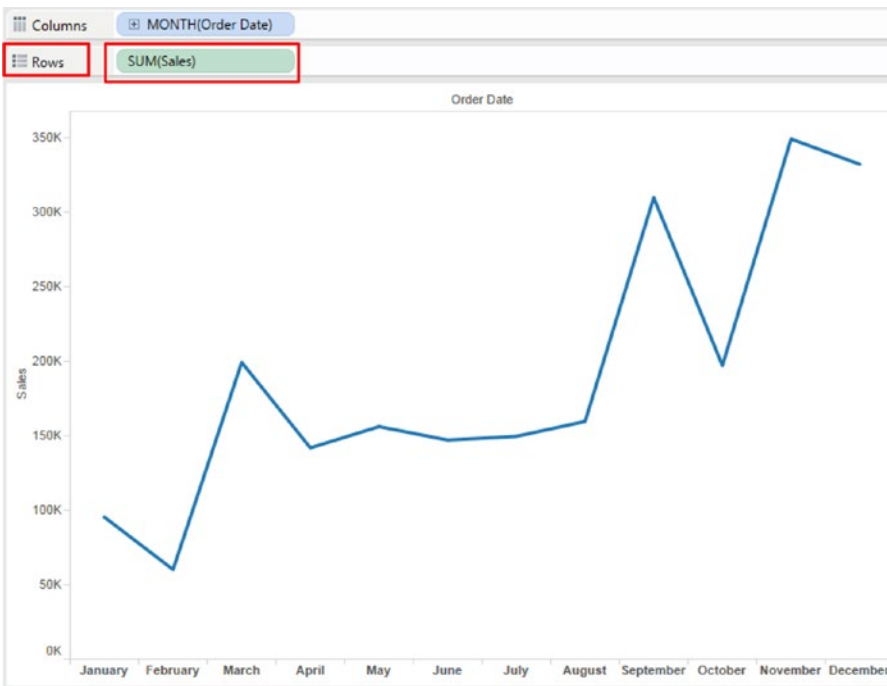 Columns MONTH(Order Date)
Rows SUM(Sales)
Order Date
350K
300K
250K
200K
150K
100K
50K
0K
Sales
January February March April May June July August September October November December